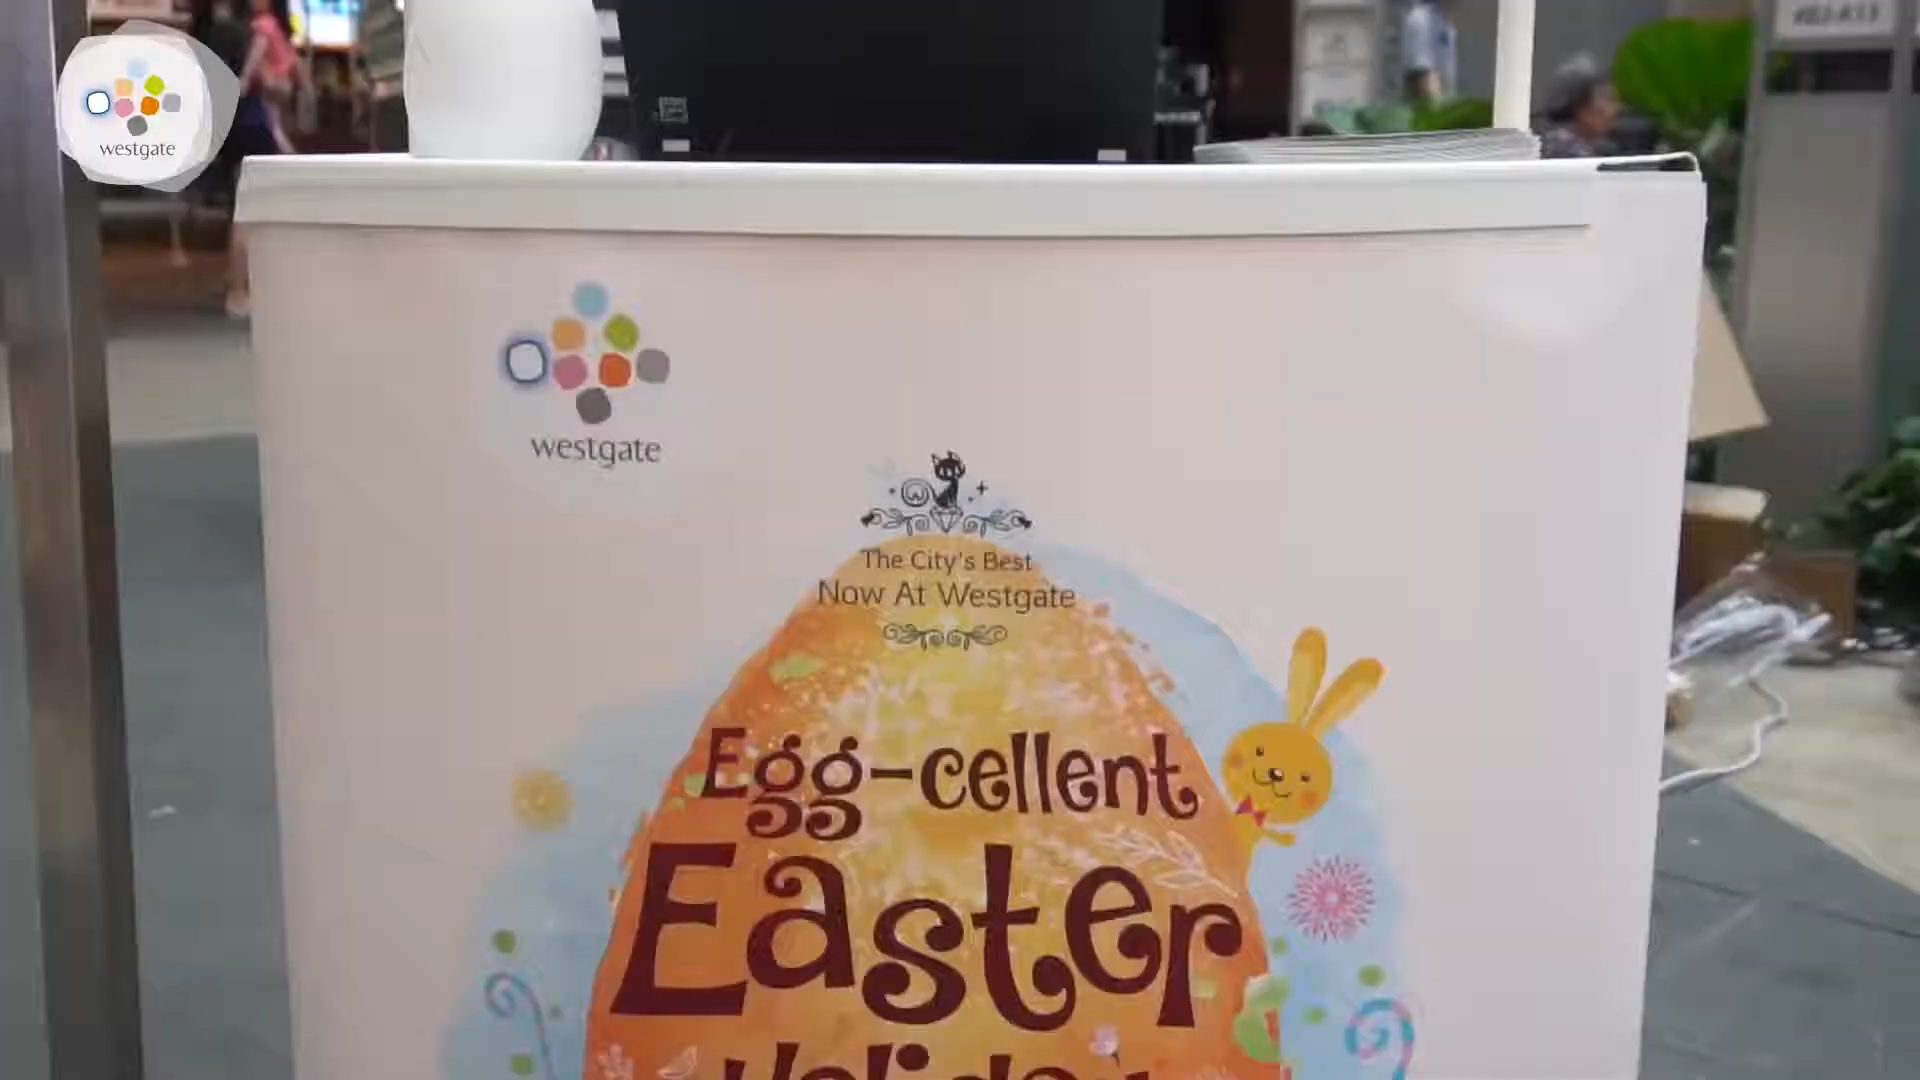 westgate
westgate
The City's Best
Now At Westgate
Egg-cellent
Easter